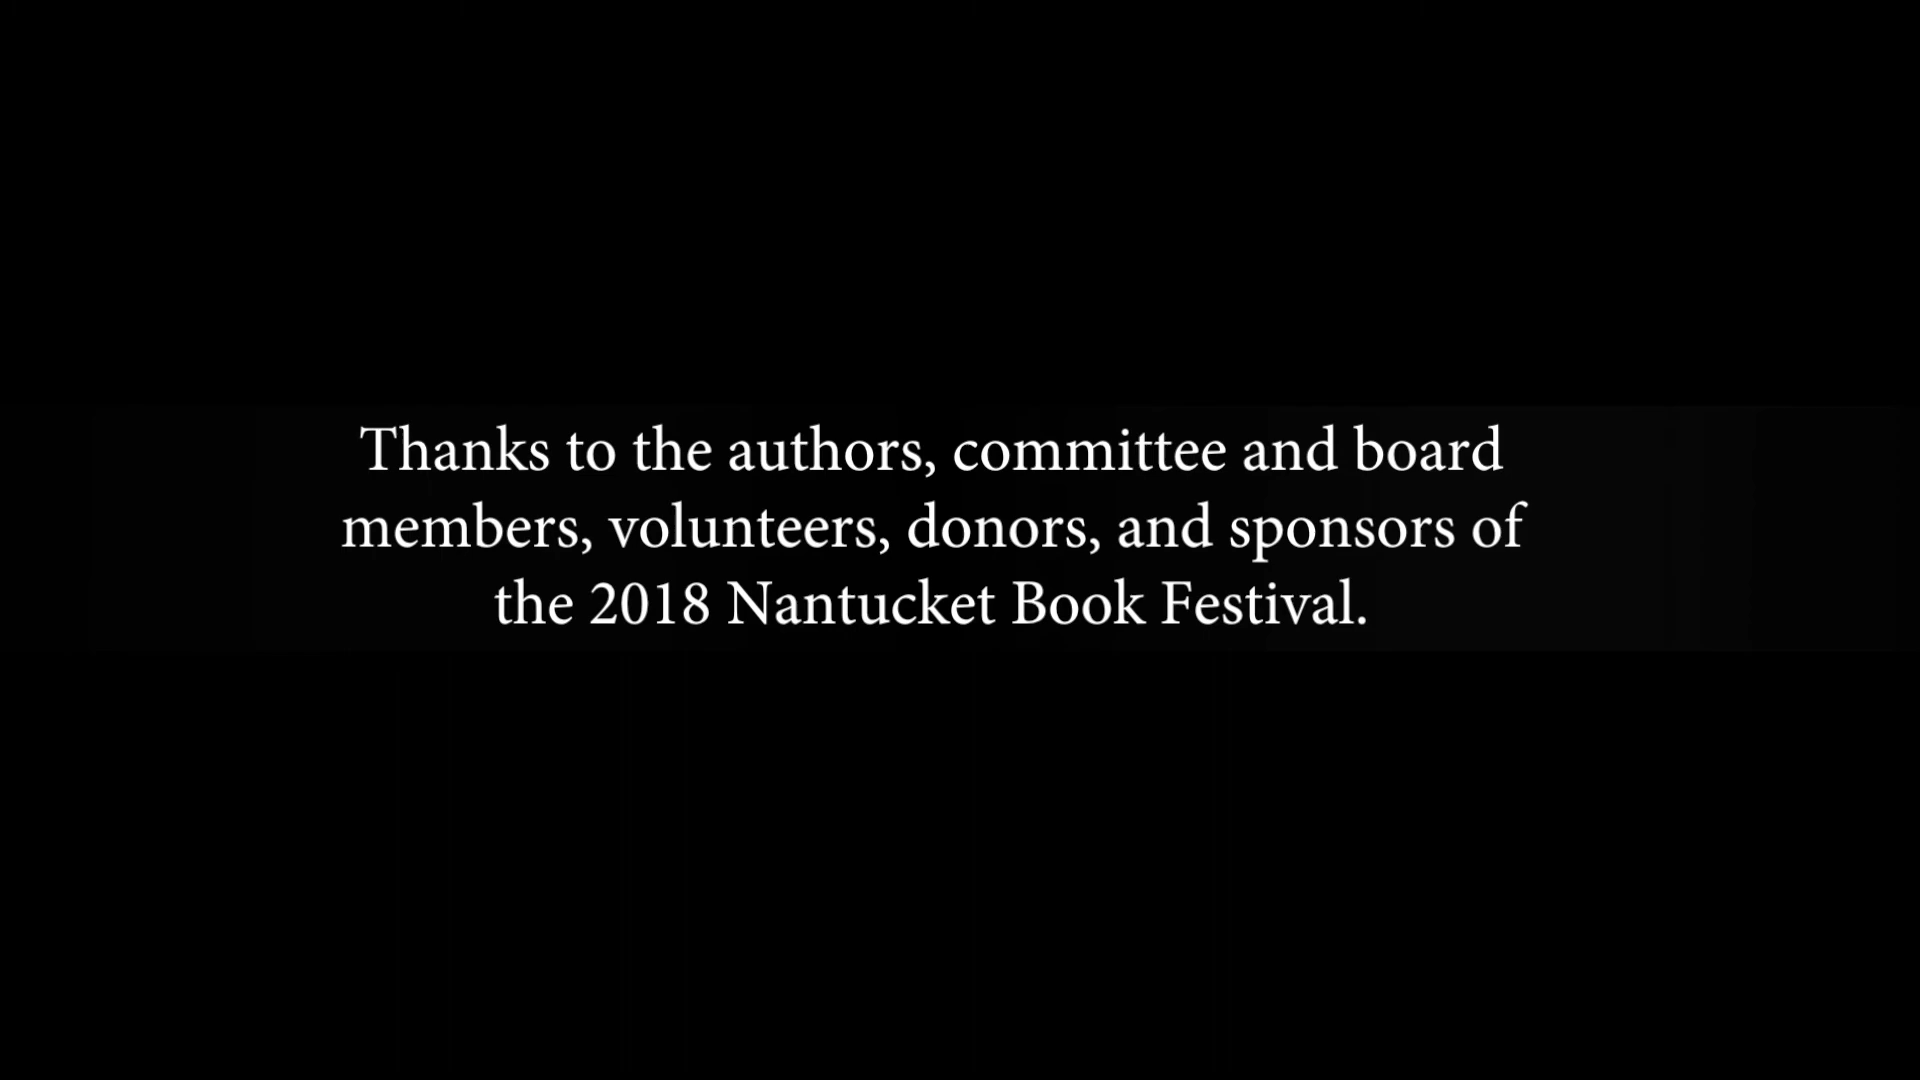 Thanks to the authors, committee and board
members, volunteers, donors, and sponsors of
the 2018 Nantucket Book Festival.